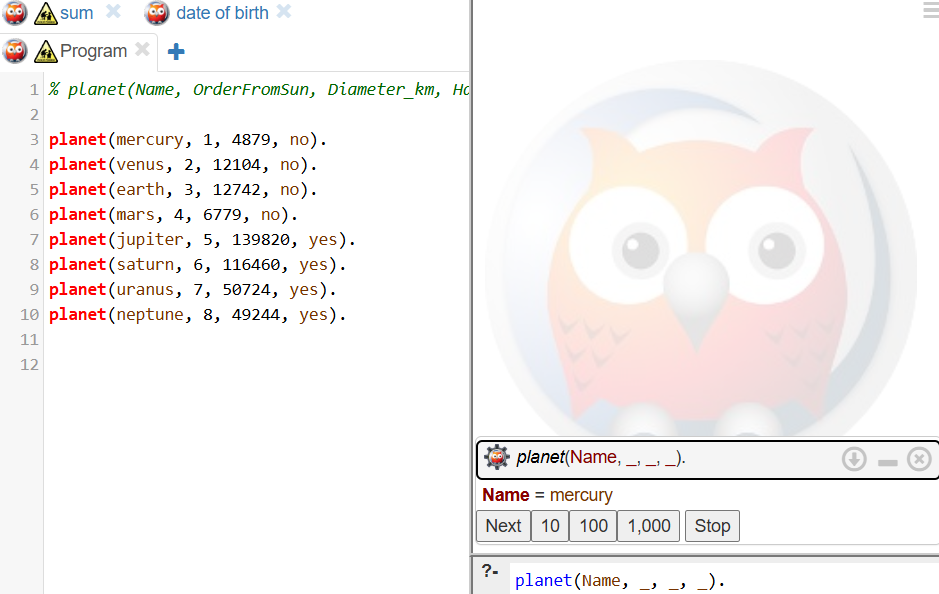 sum date of birth
Program
1 % planet(Name, OrderFromSun, Diameter_km, Ha
2
3 planet(mercury, 1, 4879, no).
4 planet(venus, 2, 12104, no).
5 planet(earth, 3, 12742, no).
6 planet(mars, 4, 6779, no).
7 planet(jupiter, 5, 139820, yes).
8 planet(saturn, 6, 116460, yes).
9 planet(uranus, 7, 50724, yes).
10 planet(neptune, 8, 49244, yes).
11
12
planet(Name, _, _, _).
Name = mercury
Next 10 100 1,000 Stop
?- planet(Name, _, _, _).